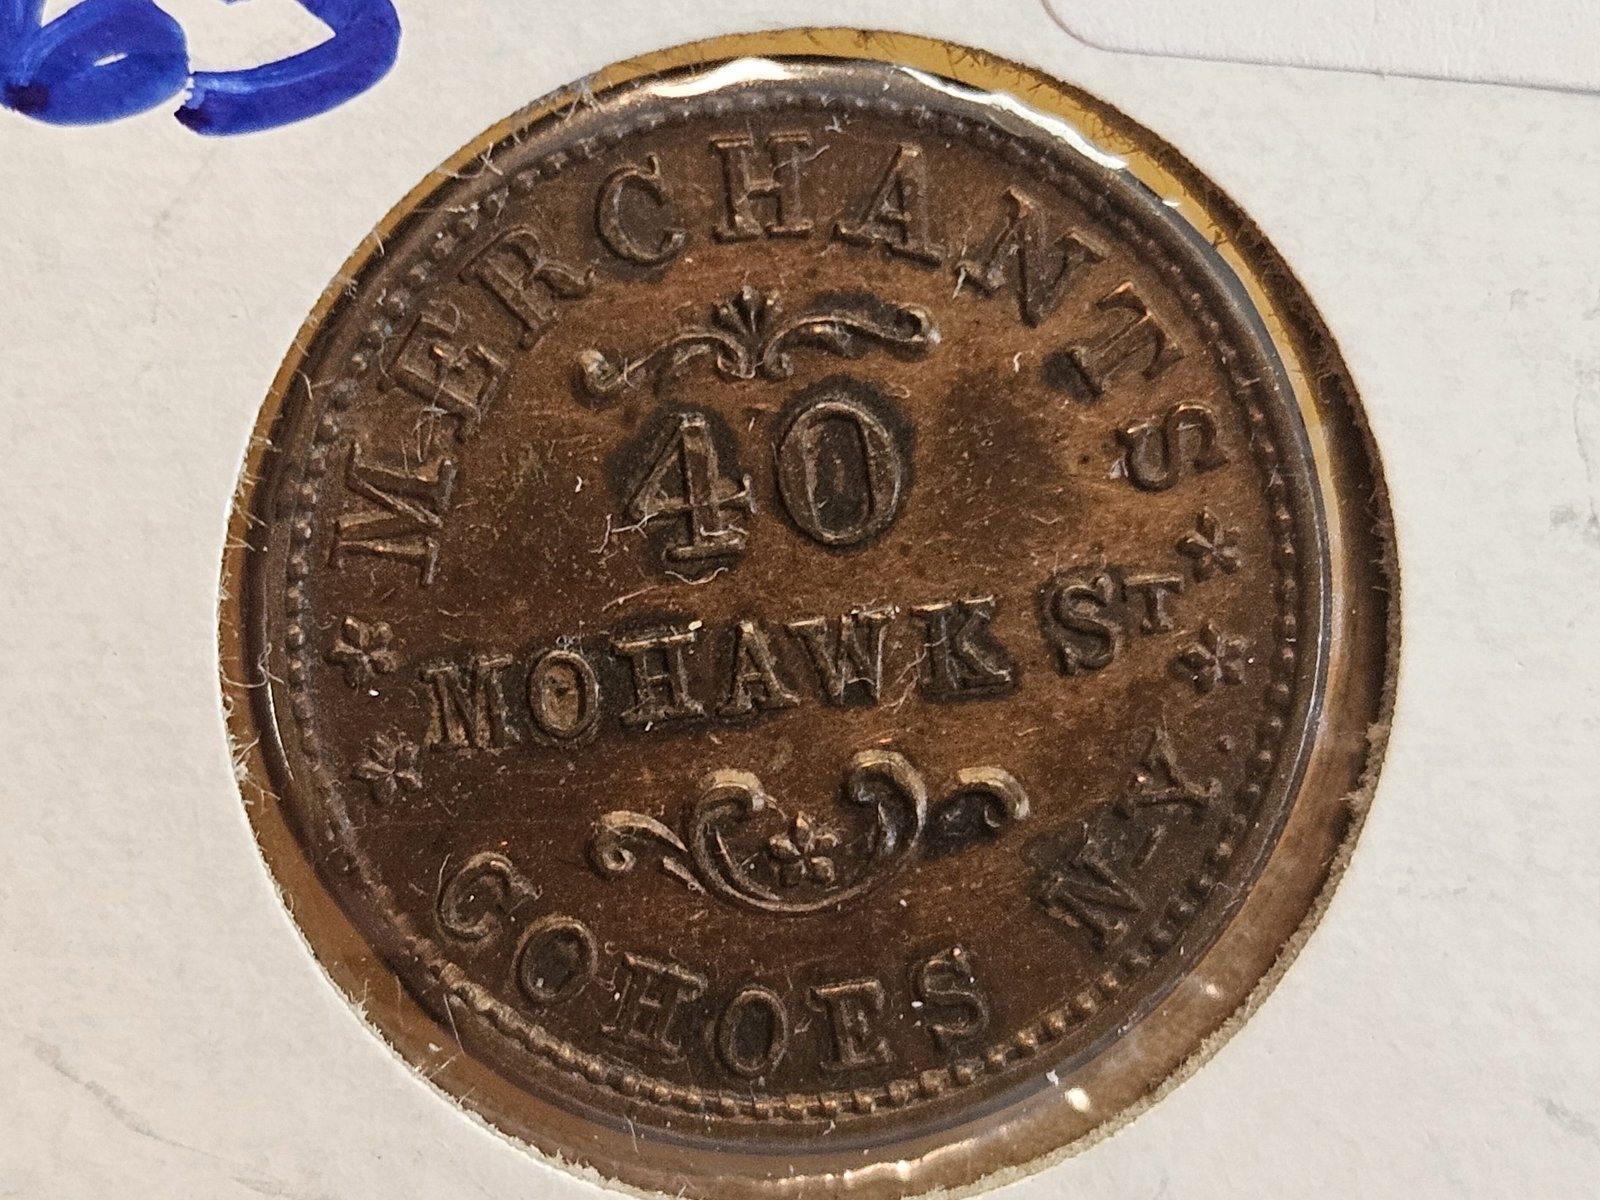 MERCHANTS
40
MOHAWK ST
COHOES N-Y.